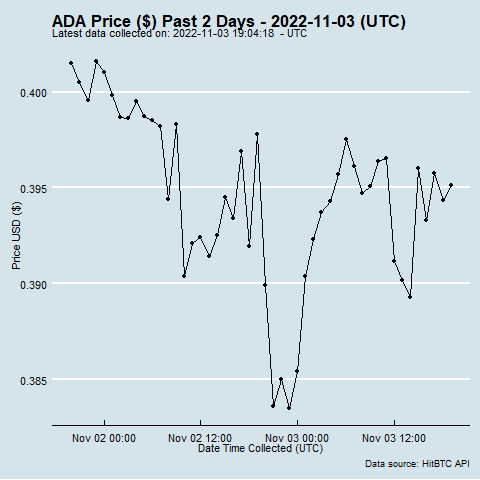 ADA Price ($) Past 2 Days - 2022-11-03 (UTC)
Latest data collected on: 2022-11-03 19:04:18 - UTC
0.400
0.395
0.390
0.385
Price USD ($)
Nov 02 00:00
Nov 02 12:00
Nov 03 00:00
Nov 03 12:00
Date Time Collected (UTC)
Data source: HitBTC API